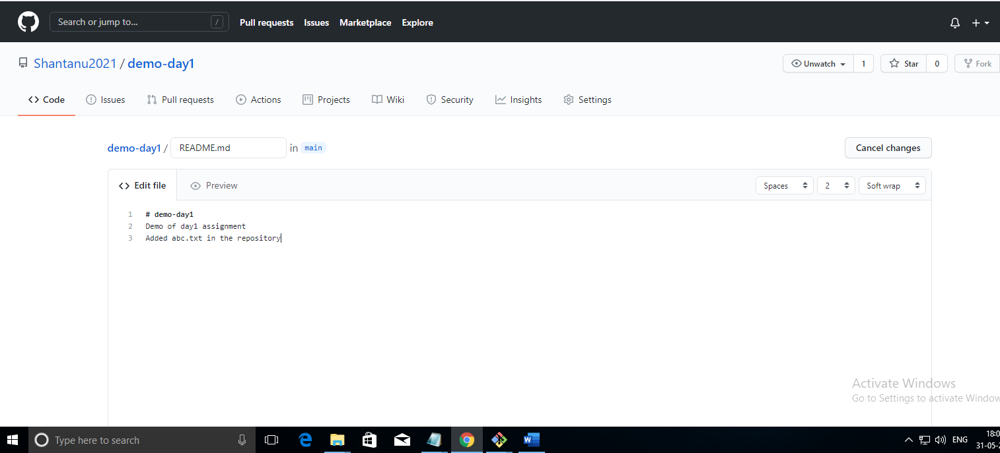 Search or jump to... /
Pull requests Issues Marketplace Explore
Shantanu2021 / demo-day1
Unwatch 1 Star 0 Fork
Code Issues Pull requests Actions Projects Wiki Security Insights Settings
demo-day1 / README.md in main Cancel changes
Edit file Preview Spaces 2 Soft wrap
1 # demo-day1
2 Demo of day1 assignment
3 Added abc.txt in the repository
Activate Windows
Go to Settings to activate Window
Type here to search
ENG
18:0
31-05-2